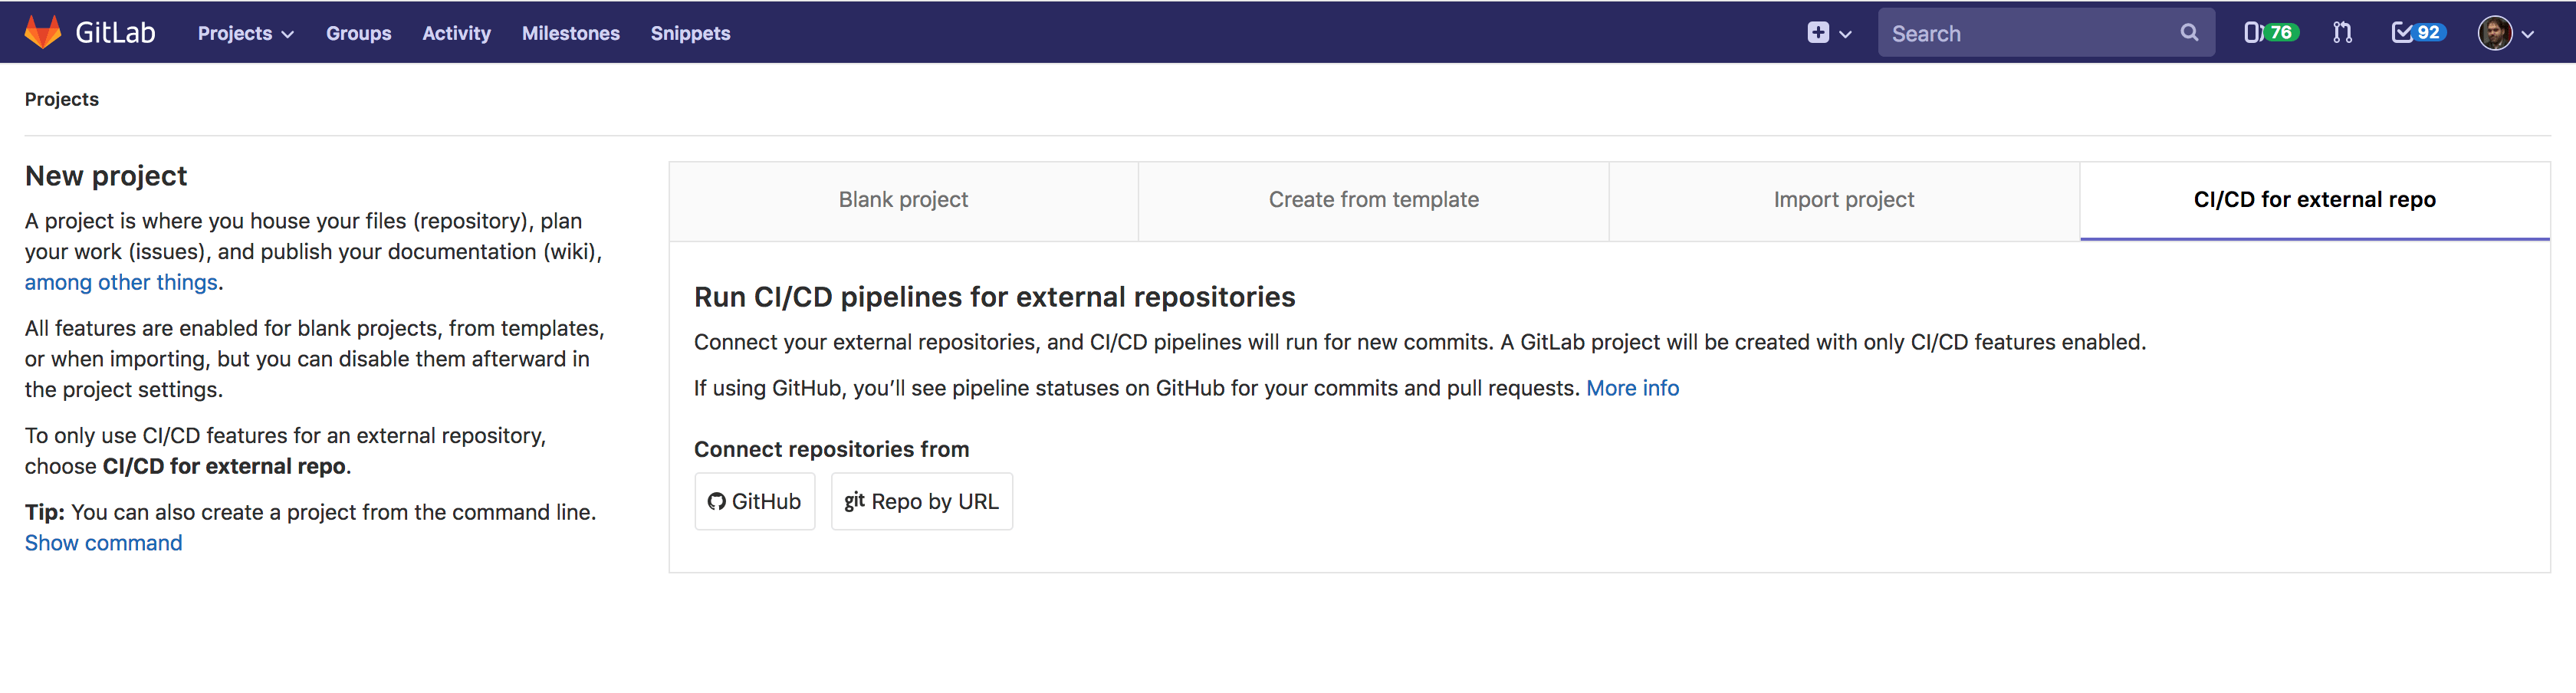 GitLab Projects Groups Activity Milestones Snippets Search 76 92
Projects
New project
A project is where you house your files (repository), plan
your work (issues), and publish your documentation (wiki),
among other things.
All features are enabled for blank projects, from templates,
or when importing, but you can disable them afterward in
the project settings.
To only use CI/CD features for an external repository,
choose CI/CD for external repo.
Tip: You can also create a project from the command line.
Show command
Blank project Create from template Import project CI/CD for external repo
Run CI/CD pipelines for external repositories
Connect your external repositories, and CI/CD pipelines will run for new commits. A GitLab project will be created with only CI/CD features enabled.
If using GitHub, you’ll see pipeline statuses on GitHub for your commits and pull requests. More info
Connect repositories from
GitHub git Repo by URL